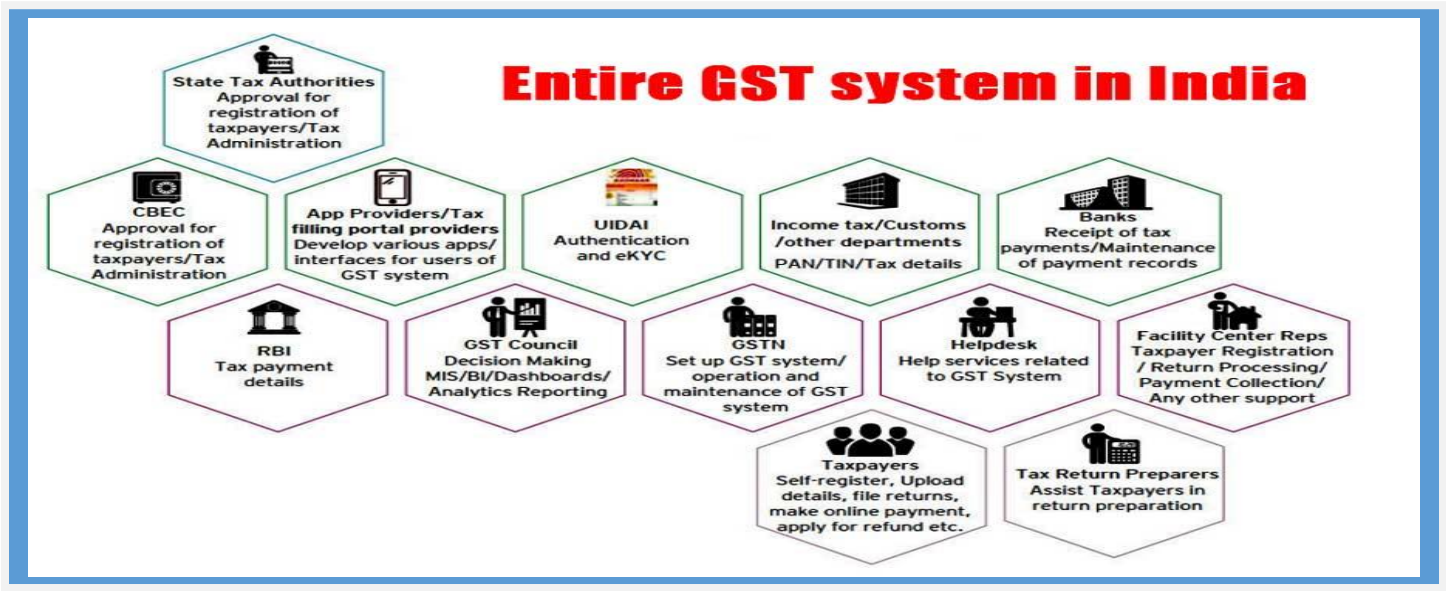 Entire GST system in India
State Tax Authorities
Approval for
registration of
taxpayers/Tax
Administration
CBEC
Approval for
registration of
taxpayers/Tax
Administration
App Providers/Tax
filling portal providers
Develop various apps/
interfaces for users of
GST system
UIDAI
Authentication
and eKYC
Income tax/Customs
/other departments
PAN/TIN/Tax details
Banks
Receipt of tax
payments/Maintenance
of payment records
RBI
Tax payment
details
GST Council
Decision Making
MIS/BI/Dashboards/
Analytics Reporting
GSTN
Set up GST system/
operation and
maintenance of GST
system
Helpdesk
Help services related
to GST System
Facility Center Reps
Taxpayer Registration
/ Return Processing/
Payment Collection/
Any other support
Taxpayers
Self-register, Upload
details, file returns,
make online payment,
apply for refund etc.
Tax Return Preparers
Assist Taxpayers in
return preparation